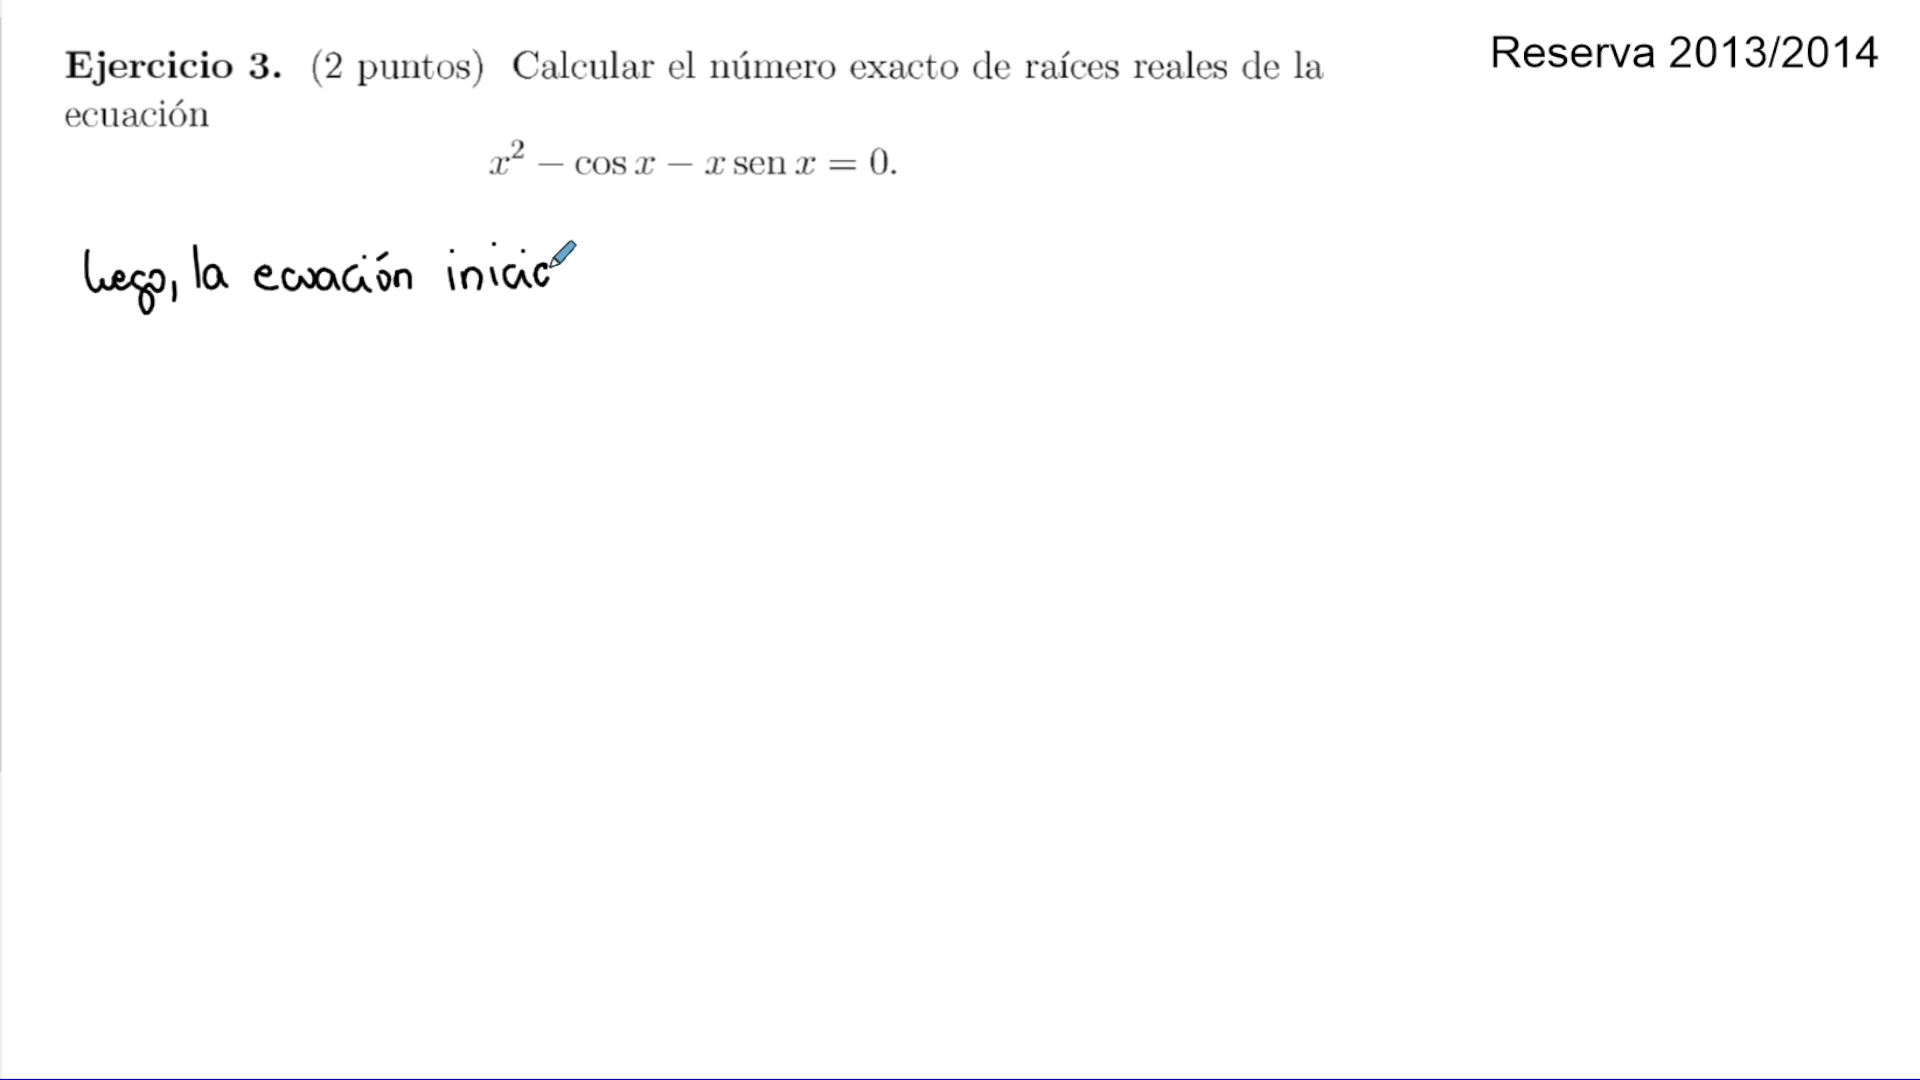 Ejercicio 3. (2 puntos) Calcular el número exacto de raíces reales de la
Reserva 2013/2014
ecuación
x² − cos x − x sen x = 0.
luego, la ecuación inicia